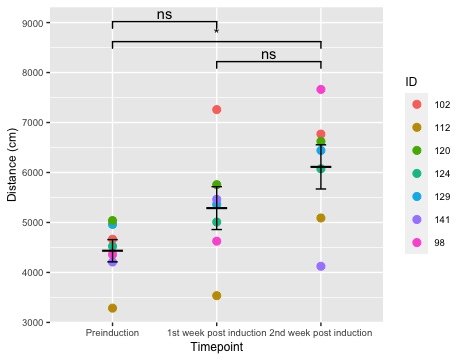 ns
*
ns
9000
8000
7000
6000
5000
4000
3000
Distance (cm)
Preinduction 1st week post induction 2nd week post induction
Timepoint
ID
102
112
120
124
129
141
98